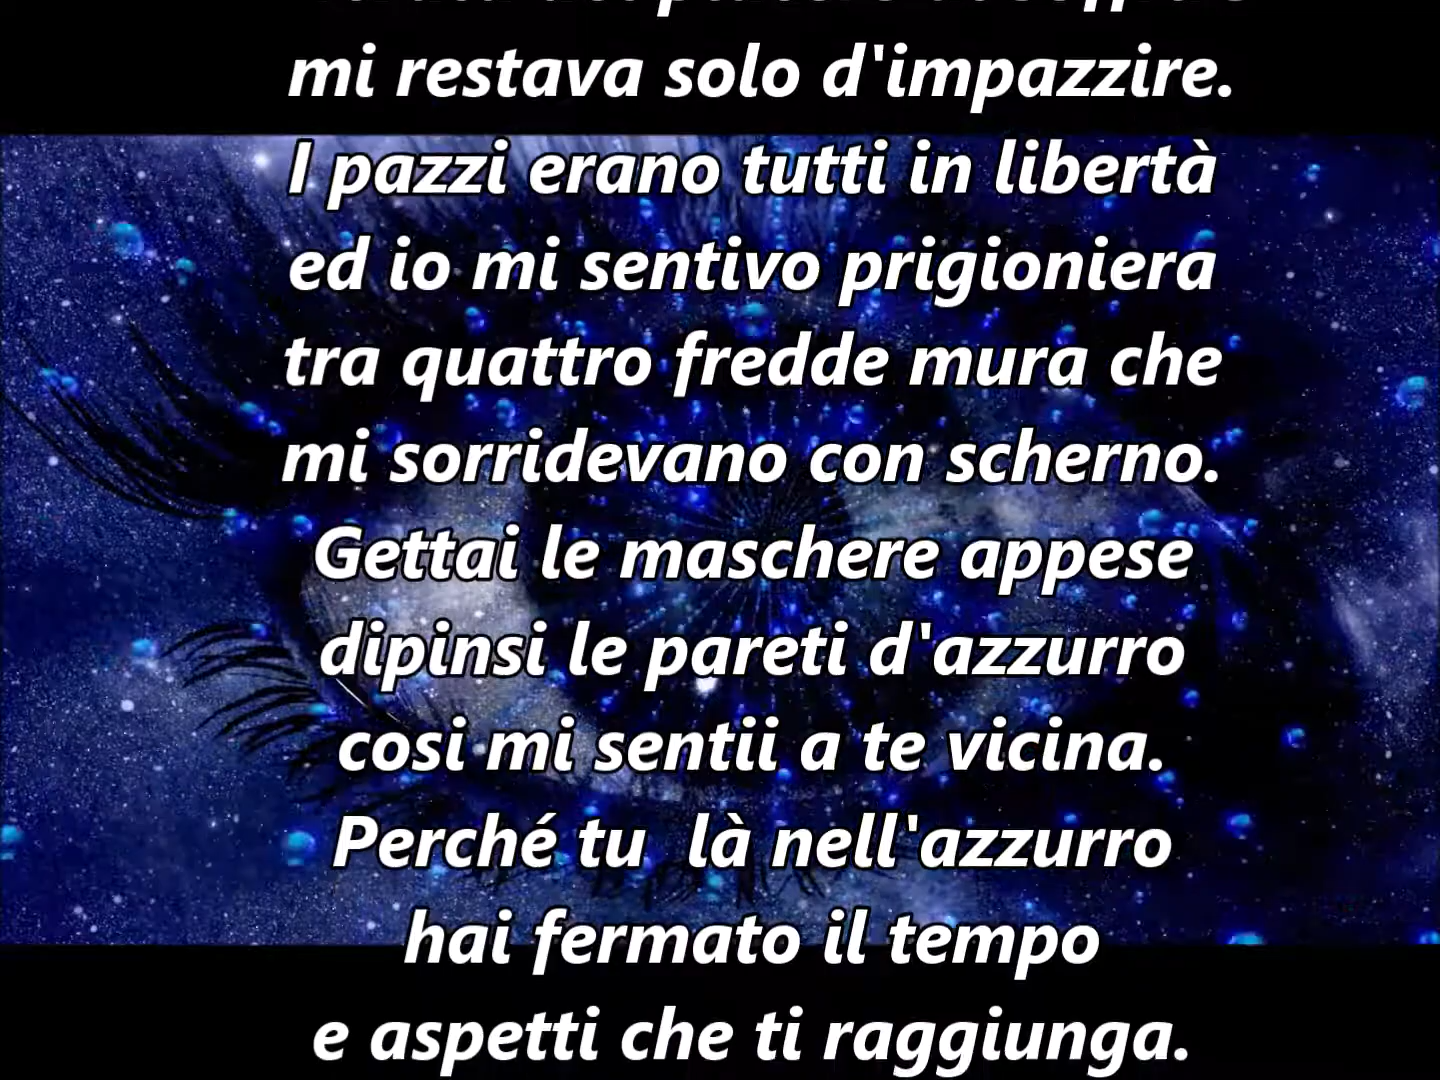 mi restava solo d'impazzire.
I pazzi erano tutti in libertà
ed io mi sentivo prigioniera
tra quattro fredde mura che
mi sorridevano con scherno.
Gettai le maschere appese
dipinsi le pareti d'azzurro
cosi mi sentii a te vicina.
Perché tu  là nell'azzurro
hai fermato il tempo
e aspetti che ti raggiunga.